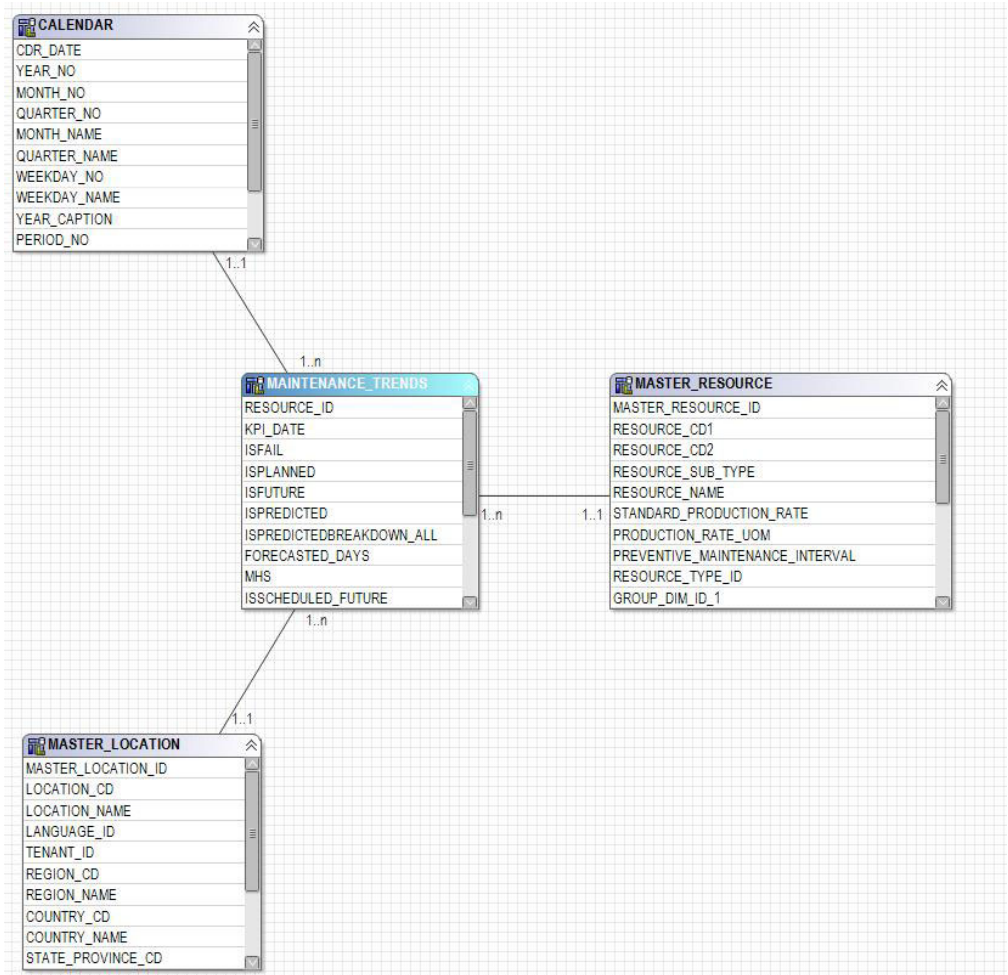 CALENDAR
CDR_DATE
YEAR_NO
MONTH_NO
QUARTER_NO
MONTH_NAME
QUARTER_NAME
WEEKDAY_NO
WEEKDAY_NAME
YEAR_CAPTION
PERIOD_NO
1..1
1..n
MAINTENANCE_TRENDS
RESOURCE_ID
KPI_DATE
ISFAIL
ISPLANNED
ISFUTURE
ISPREDICTED
ISPREDICTEDBREAKDOWN_ALL
FORECASTED_DAYS
MHS
ISSCHEDULED_FUTURE
1..n
1..1
MASTER_RESOURCE
MASTER_RESOURCE_ID
RESOURCE_CD1
RESOURCE_CD2
RESOURCE_SUB_TYPE
RESOURCE_NAME
STANDARD_PRODUCTION_RATE
PRODUCTION_RATE_UOM
PREVENTIVE_MAINTENANCE_INTERVAL
RESOURCE_TYPE_ID
GROUP_DIM_ID_1
1..n
1..1
MASTER_LOCATION
MASTER_LOCATION_ID
LOCATION_CD
LOCATION_NAME
LANGUAGE_ID
TENANT_ID
REGION_CD
REGION_NAME
COUNTRY_CD
COUNTRY_NAME
STATE_PROVINCE_CD